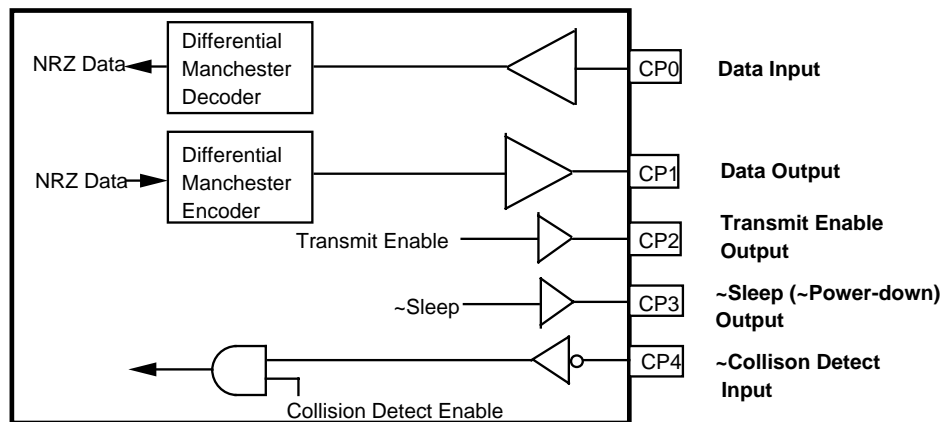 NRZ Data
Differential
Manchester
Decoder
CP0
Data Input
NRZ Data
Differential
Manchester
Encoder
CP1
Data Output
Transmit Enable
CP2
Transmit Enable
Output
~Sleep
CP3
~Sleep (~Power-down)
Output
CP4
~Collison Detect
Input
Collision Detect Enable